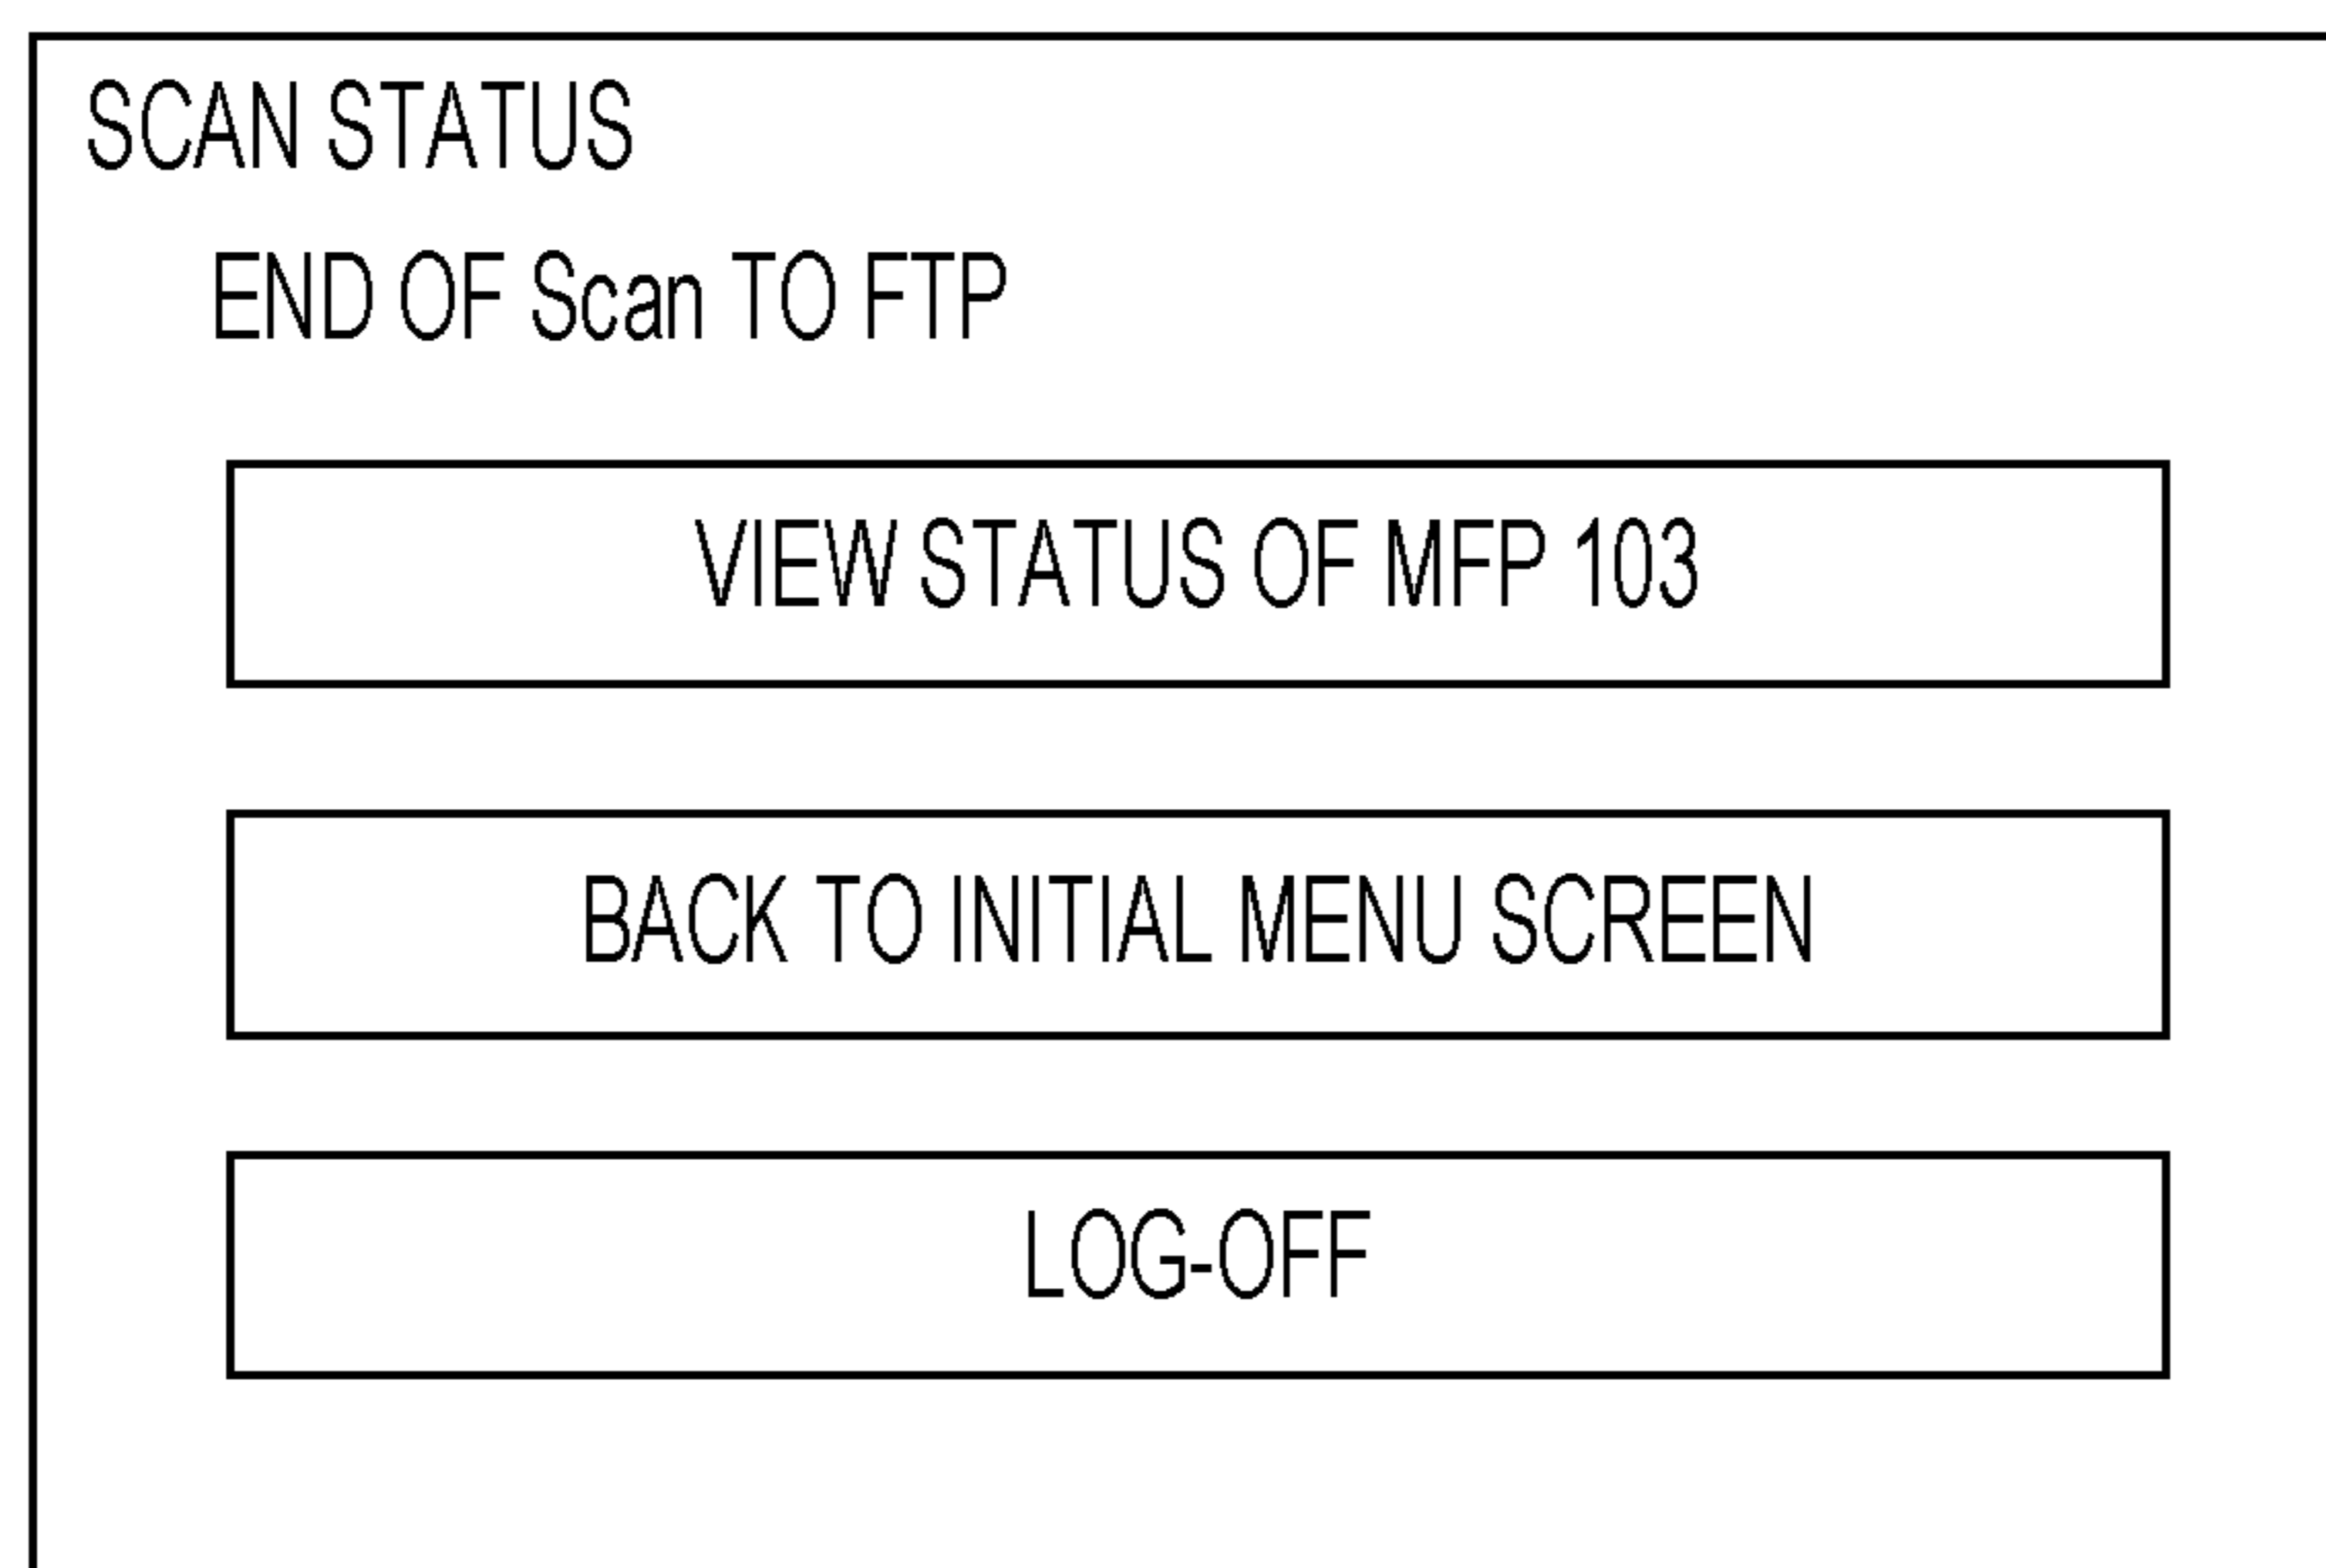 SCAN STATUS
END OF Scan TO FTP
VIEW STATUS OF MFP 103
BACK TO INITIAL MENU SCREEN
LOG-OFF